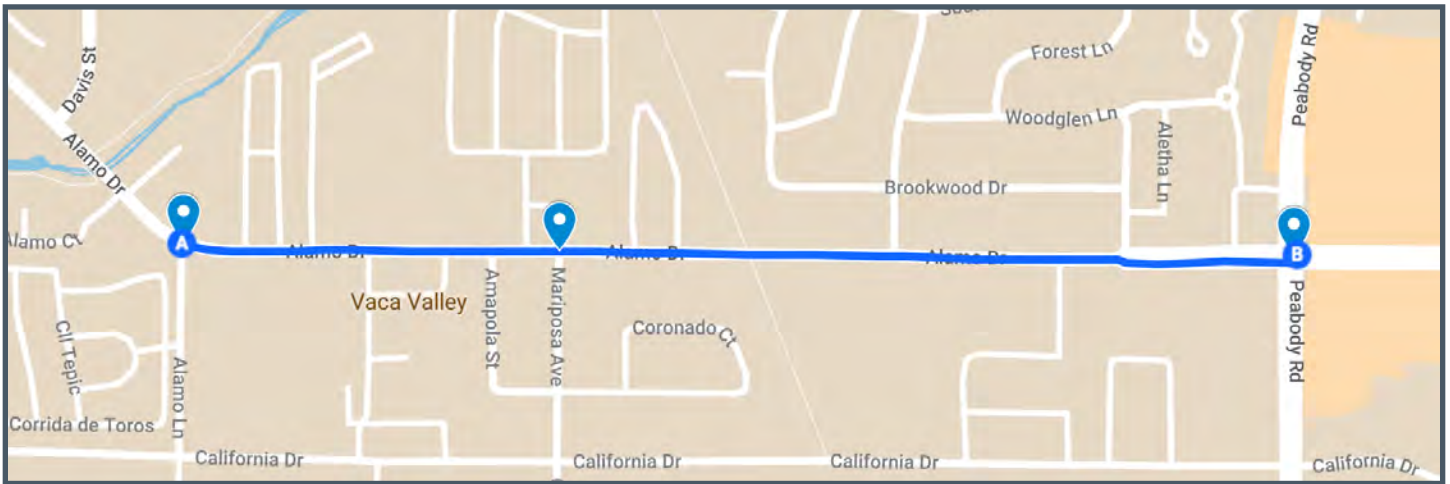 Davis St
Forest Ln
Peabody Rd
Woodglen Ln
Alamo Dr
Aletha Ln
Brookwood Dr
A
Alamo Ct
Alamo Dr
Alamo Dr
Alamo Dr
B
Vaca Valley
Amapola St
Mariposa Ave
Coronado Ct
Peabody Rd
Cll Tepic
Alamo Ln
Corrida de Toros
California Dr
California Dr
California Dr
California Dr